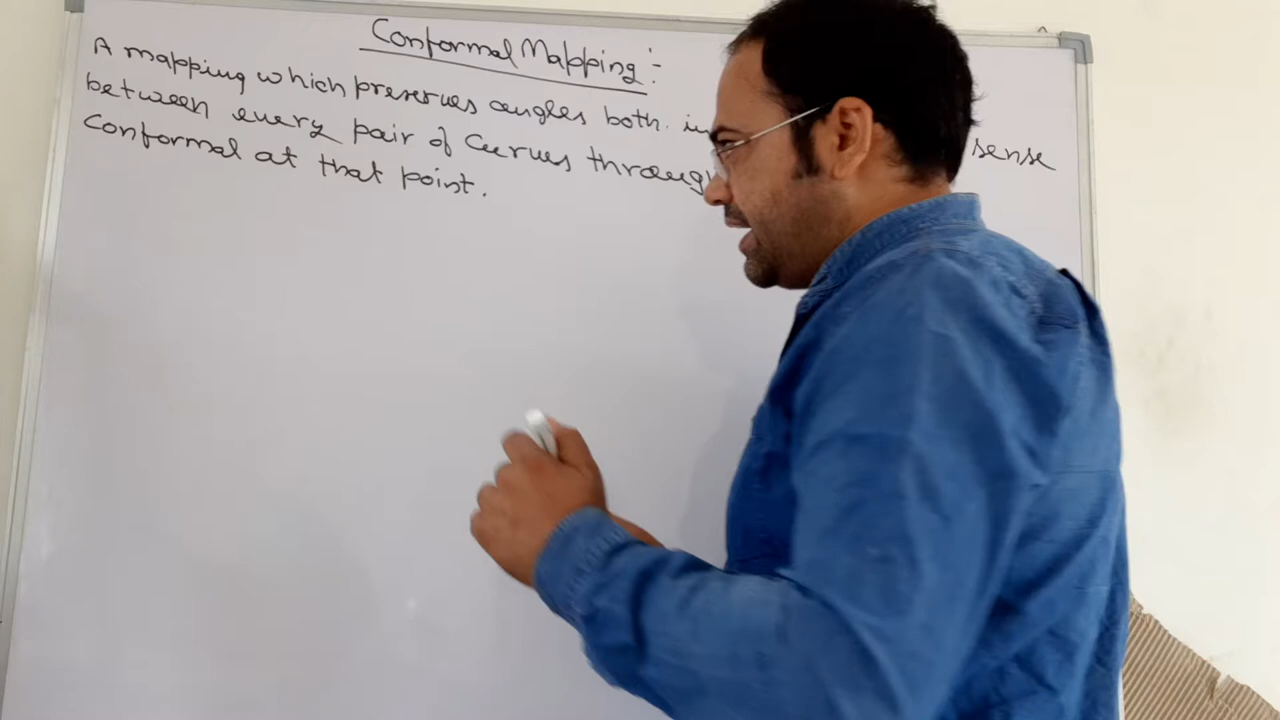 Conformal Mapping :-
A mapping which preserves angles both in sense
between every pair of curves through
Conformal at that point.